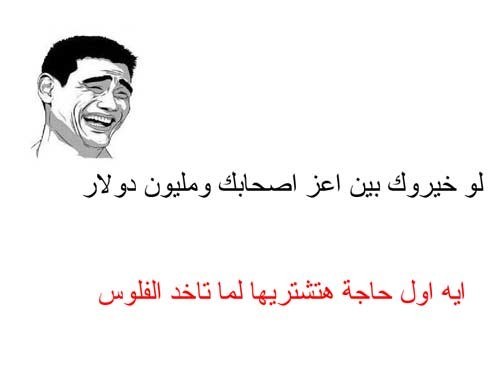 لو خيروك بين اعز اصحابك ومليون دولار
ايه اول حاجة هتشتريها لما تاخد الفلوس